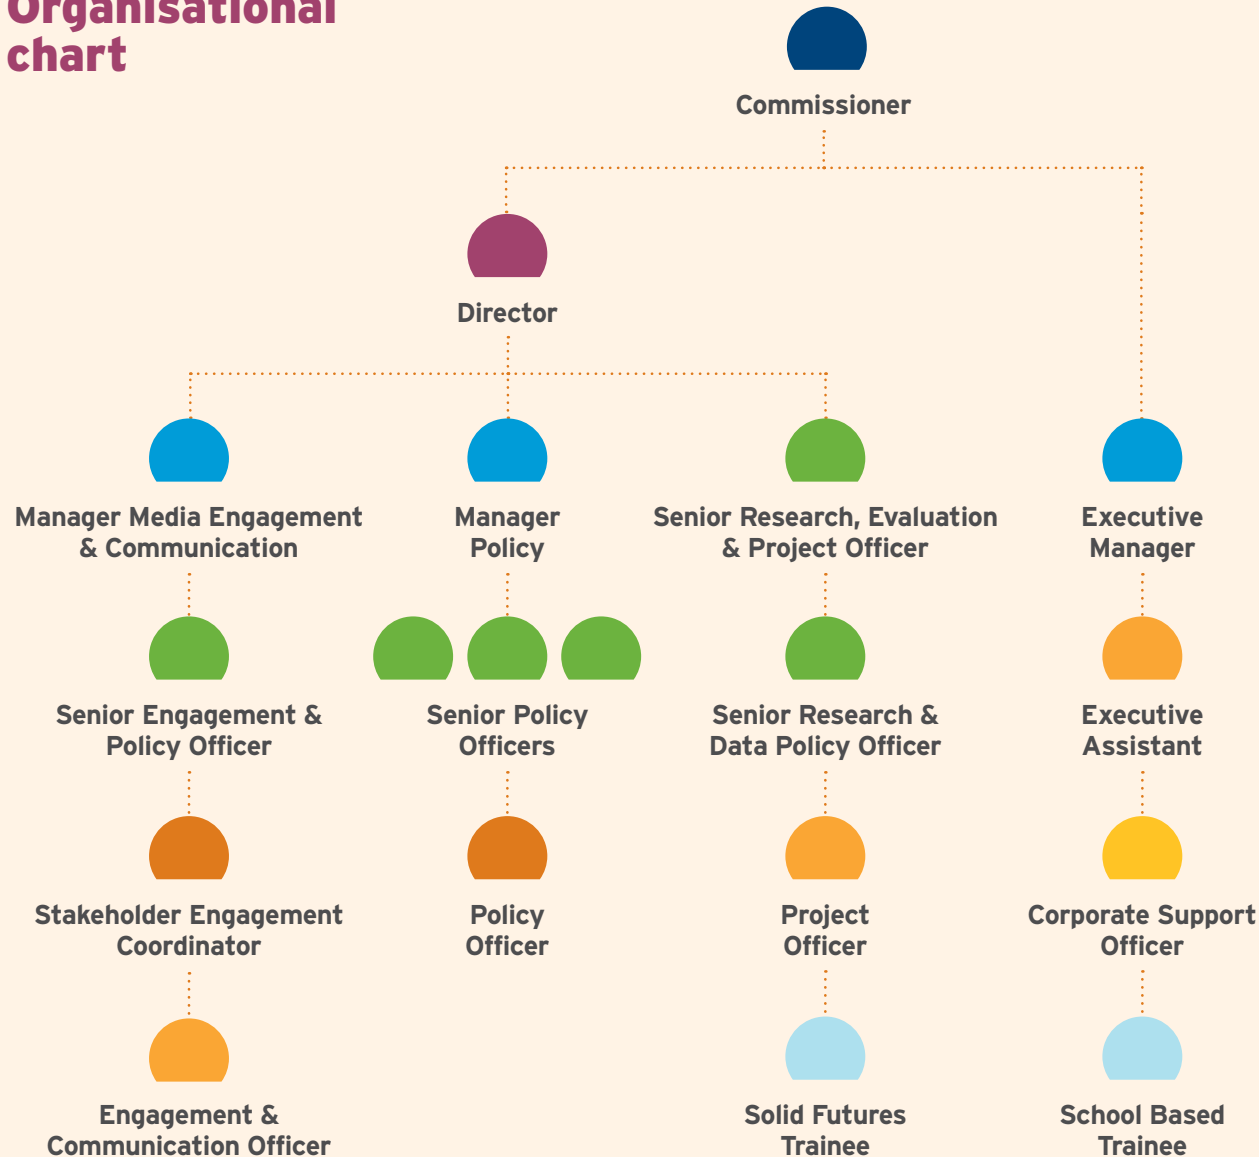 Organisational
chart
Commissioner
Director
Manager Media Engagement
& Communication
Manager
Policy
Senior Research, Evaluation
& Project Officer
Executive
Manager
Senior Engagement &
Policy Officer
Senior Policy
Officers
Senior Research &
Data Policy Officer
Executive
Assistant
Stakeholder Engagement
Coordinator
Policy
Officer
Project
Officer
Corporate Support
Officer
Engagement &
Communication Officer
Solid Futures
Trainee
School Based
Trainee